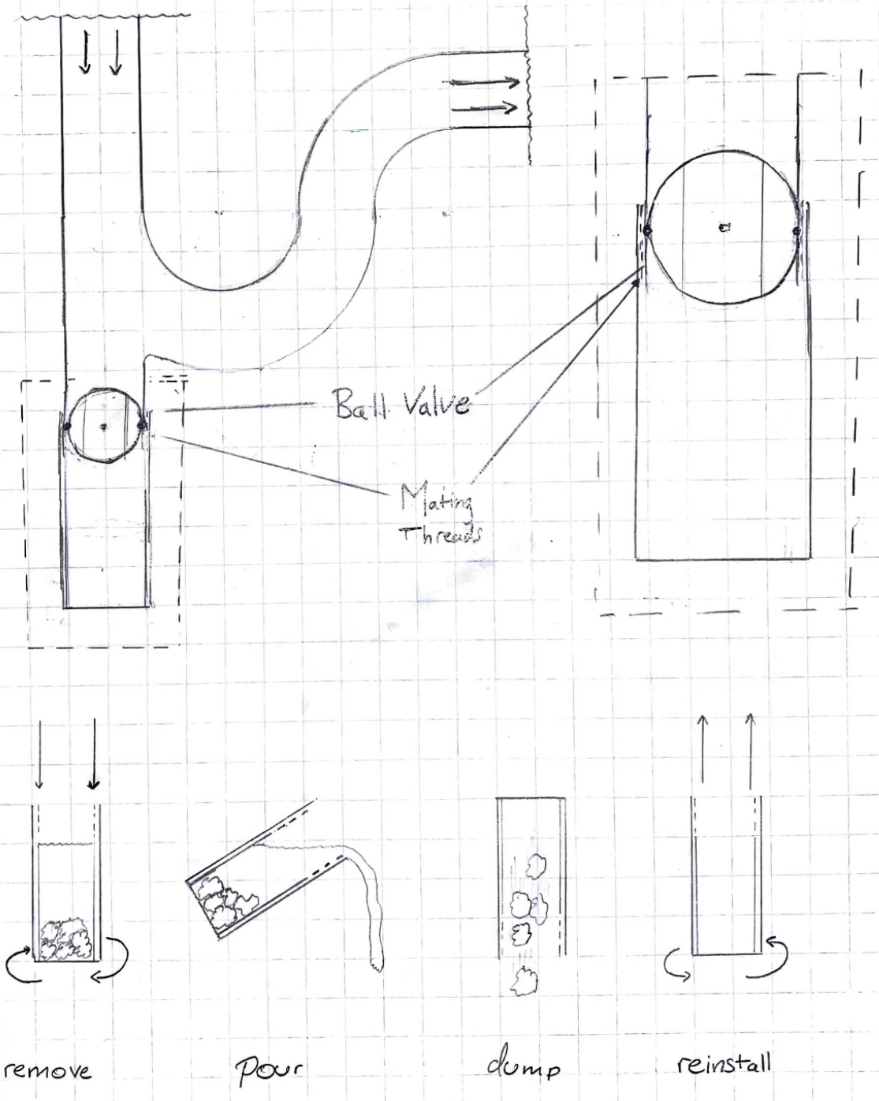 Ball Valve
Mating
Threads
remove
pour
dump
reinstall